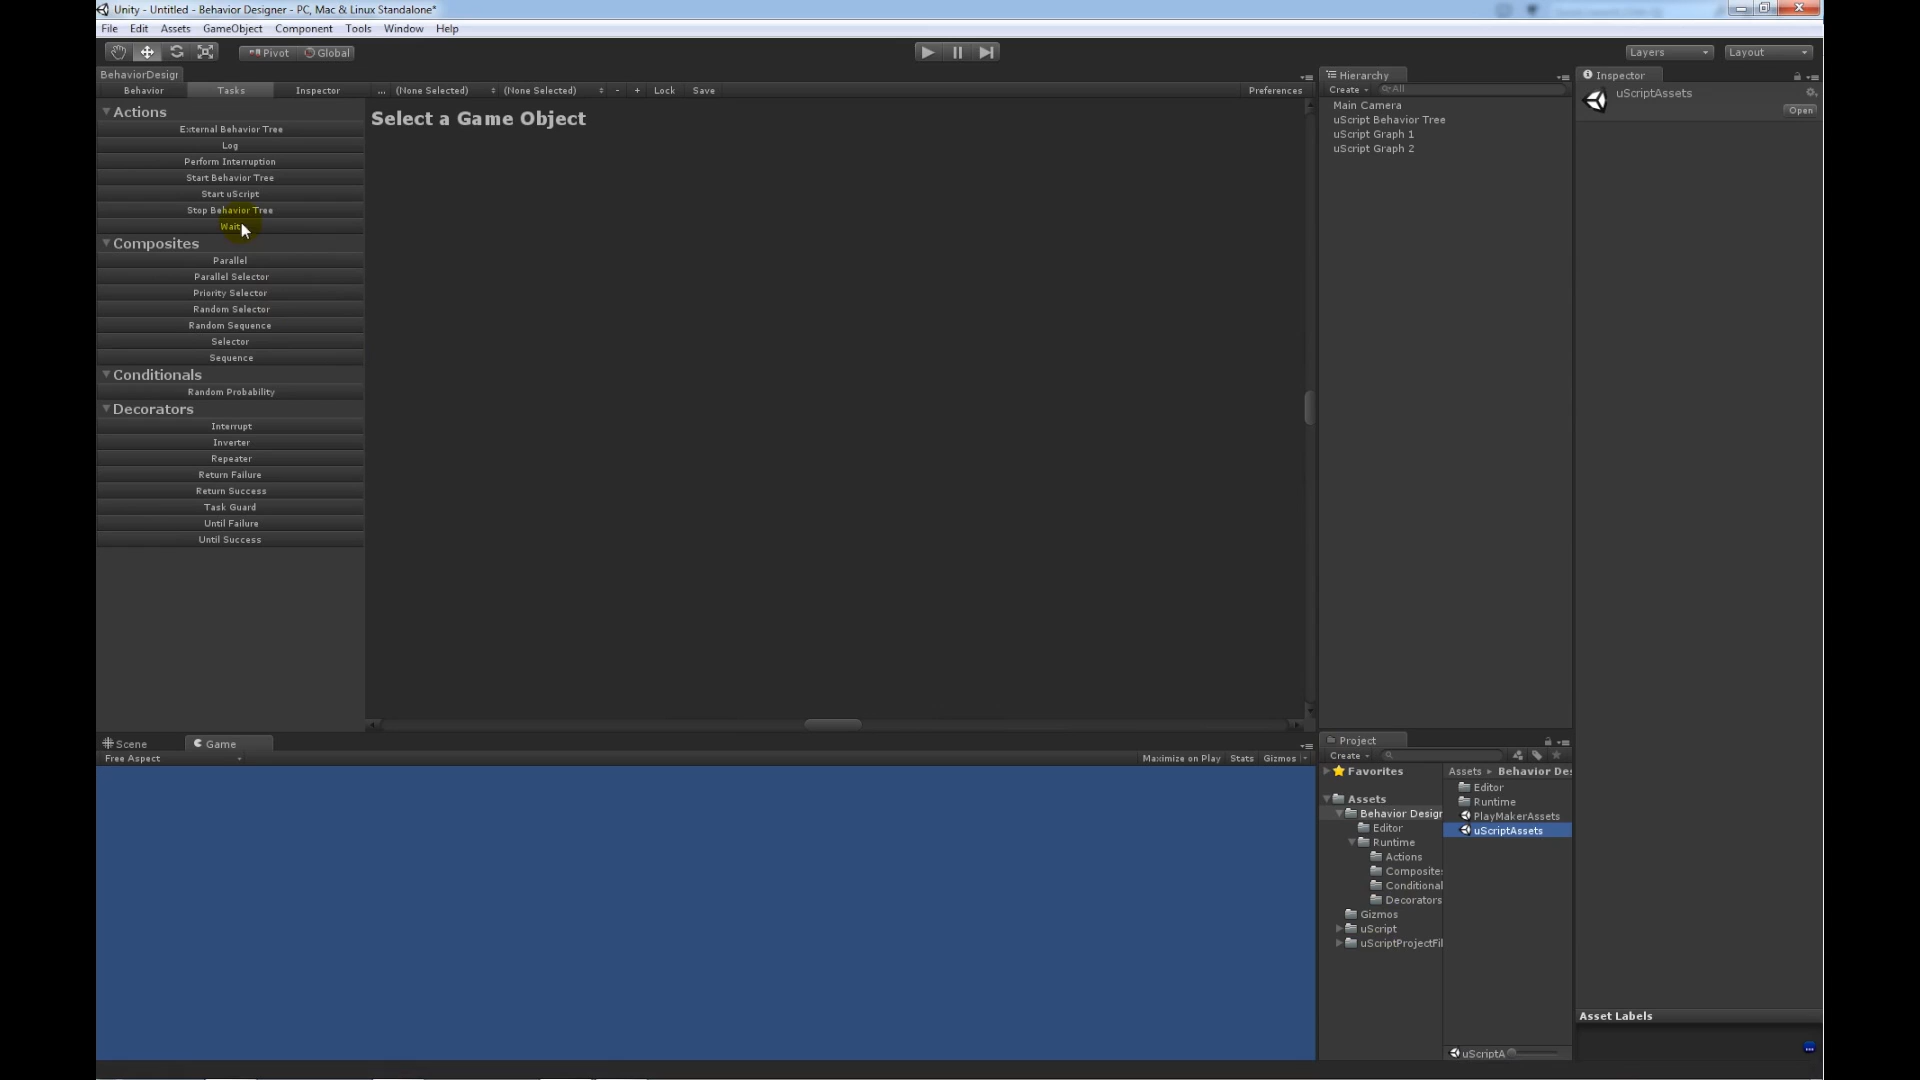 Unity - Untitled - Behavior Designer - PC, Mac & Linux Standalone*
File Edit Assets GameObject Component Tools Window Help
Pivot Global Layers Layout
BehaviorDesigr
Behavior Tasks Inspector ... (None Selected) (None Selected) - + Lock Save Preferences
Actions
External Behavior Tree
Log
Perform Interruption
Start Behavior Tree
Start uScript
Stop Behavior Tree
Wait
Composites
Parallel
Parallel Selector
Priority Selector
Random Selector
Random Sequence
Selector
Sequence
Conditionals
Random Probability
Decorators
Interrupt
Inverter
Repeater
Return Failure
Return Success
Task Guard
Until Failure
Until Success
Select a Game Object
Hierarchy
Create All
Main Camera
uScript Behavior Tree
uScript Graph 1
uScript Graph 2
Inspector
uScriptAssets
Open
Scene Game
Free Aspect Maximize on Play Stats Gizmos
Project
Create
Favorites
Assets
Behavior Desigr
Editor
Runtime
Actions
Composite
Conditional
Decorators
Gizmos
uScript
uScriptProjectFil
Assets Behavior Des
Editor
Runtime
PlayMakerAssets
uScriptAssets
uScriptA
Asset Labels
...